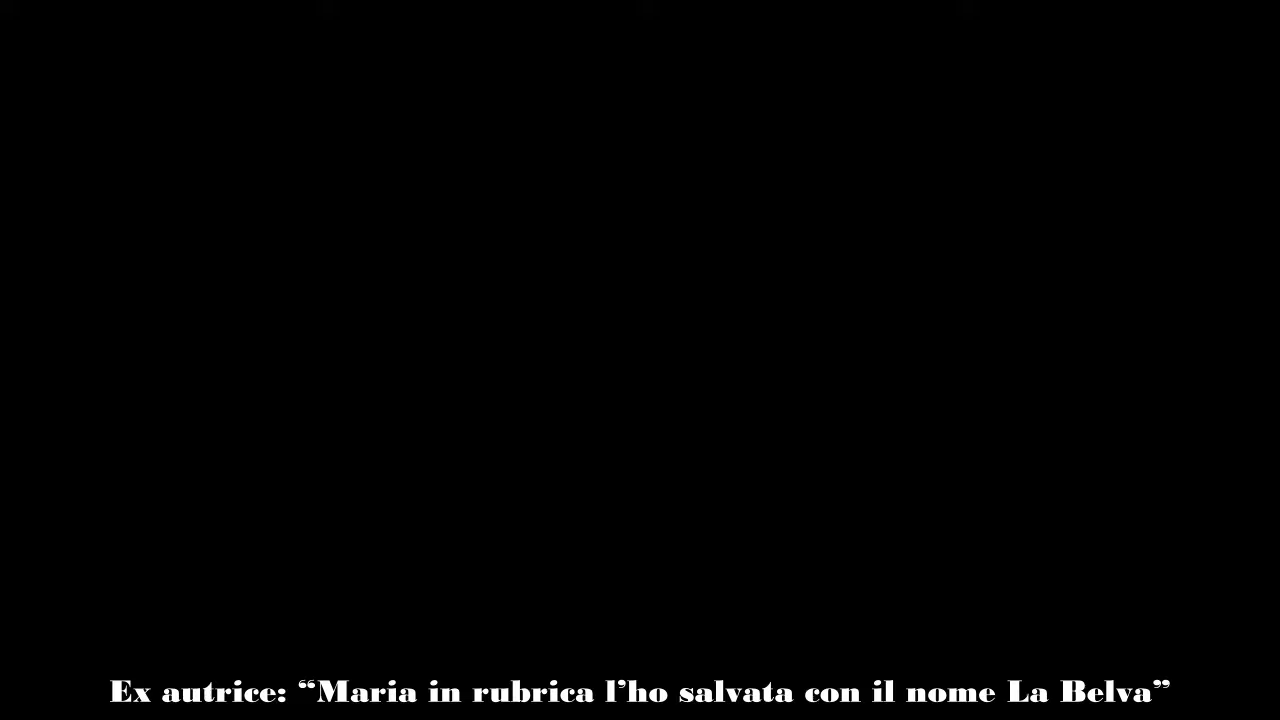 Ex autrice: “Maria in rubrica l’ho salvata con il nome La Belva”